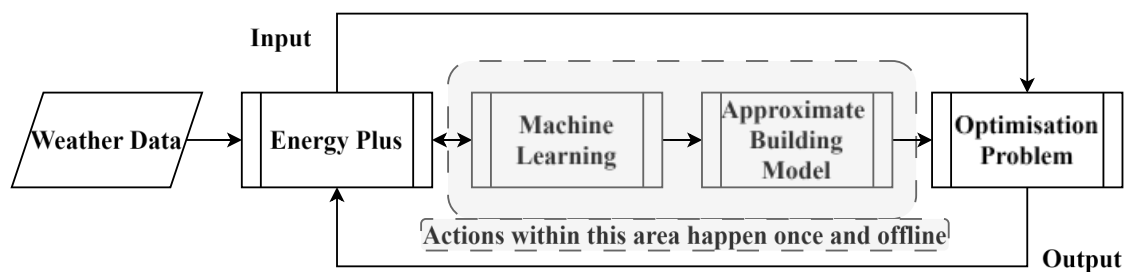 Input
Weather Data
Energy Plus
Machine
Learning
Approximate
Building
Model
Optimisation
Problem
Actions within this area happen once and offline
Output